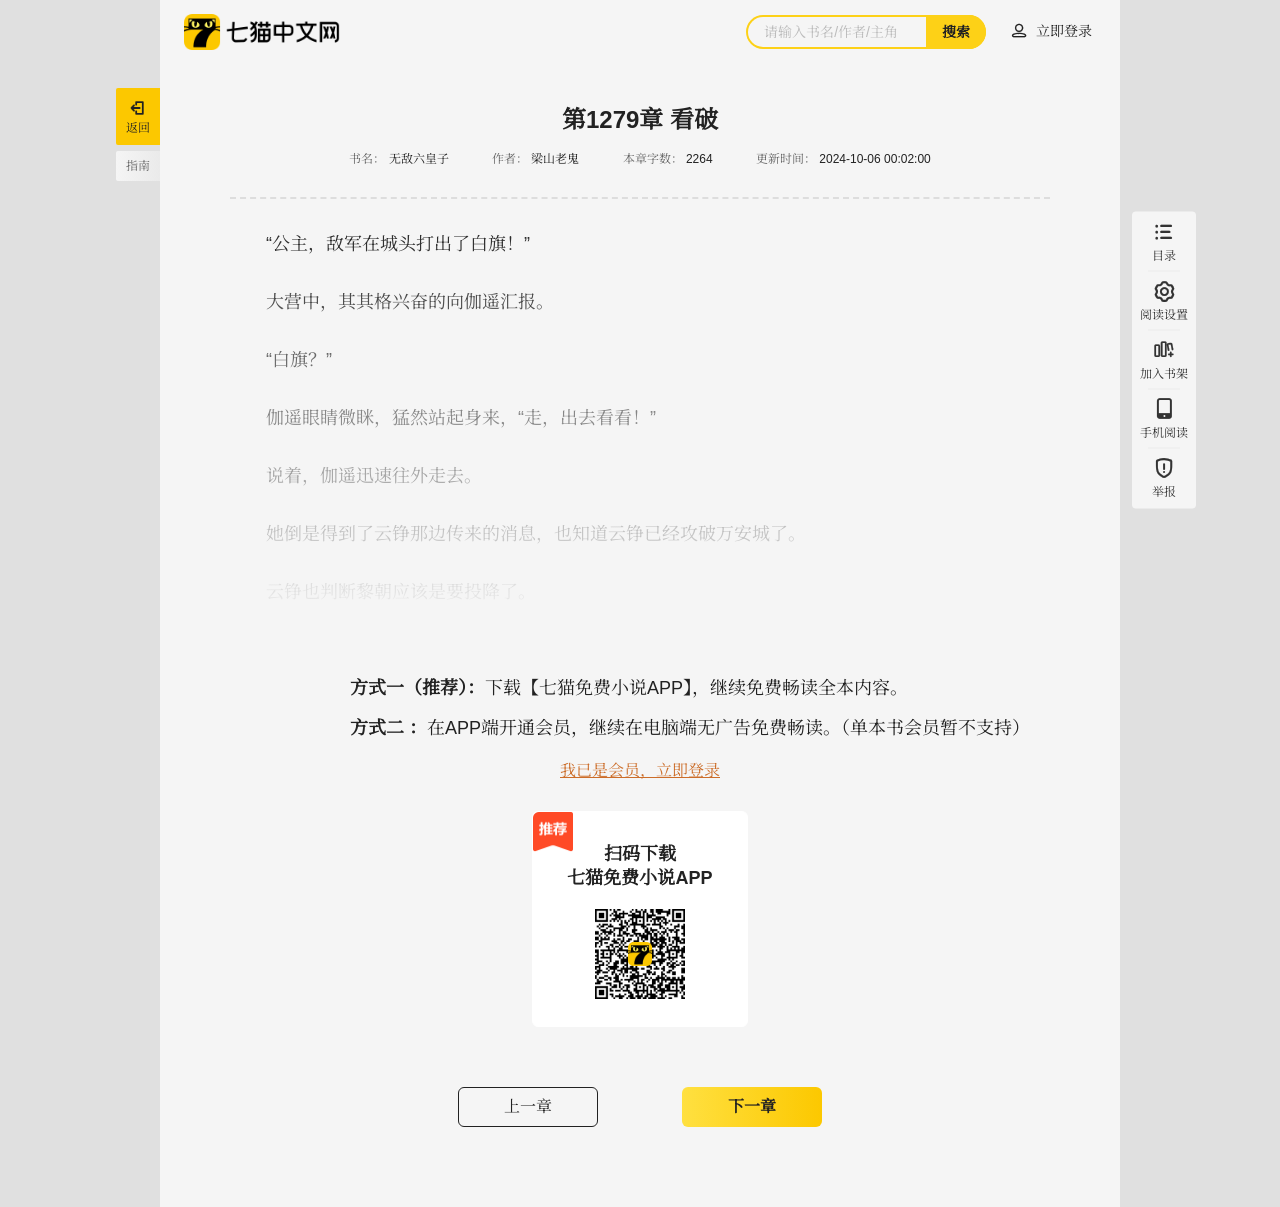 七猫中文网
请输入书名/作者/主角
搜索
立即登录
返回
指南
第1279章 看破
书名： 无敌六皇子 作者： 梁山老鬼 本章字数： 2264 更新时间： 2024-10-06 00:02:00
“公主，敌军在城头打出了白旗！”
大营中，其其格兴奋的向伽遥汇报。
“白旗？”
伽遥眼睛微眯，猛然站起身来，“走，出去看看！”
说着，伽遥迅速往外走去。
她倒是得到了云铮那边传来的消息，也知道云铮已经攻破万安城了。
云铮也判断黎朝应该是要投降了。
目录
阅读设置
加入书架
手机阅读
举报
方式一（推荐）：下载【七猫免费小说APP】，继续免费畅读全本内容。
方式二 ：在APP端开通会员，继续在电脑端无广告免费畅读。（单本书会员暂不支持）
我已是会员，立即登录
推荐
扫码下载
七猫免费小说APP
上一章
下一章